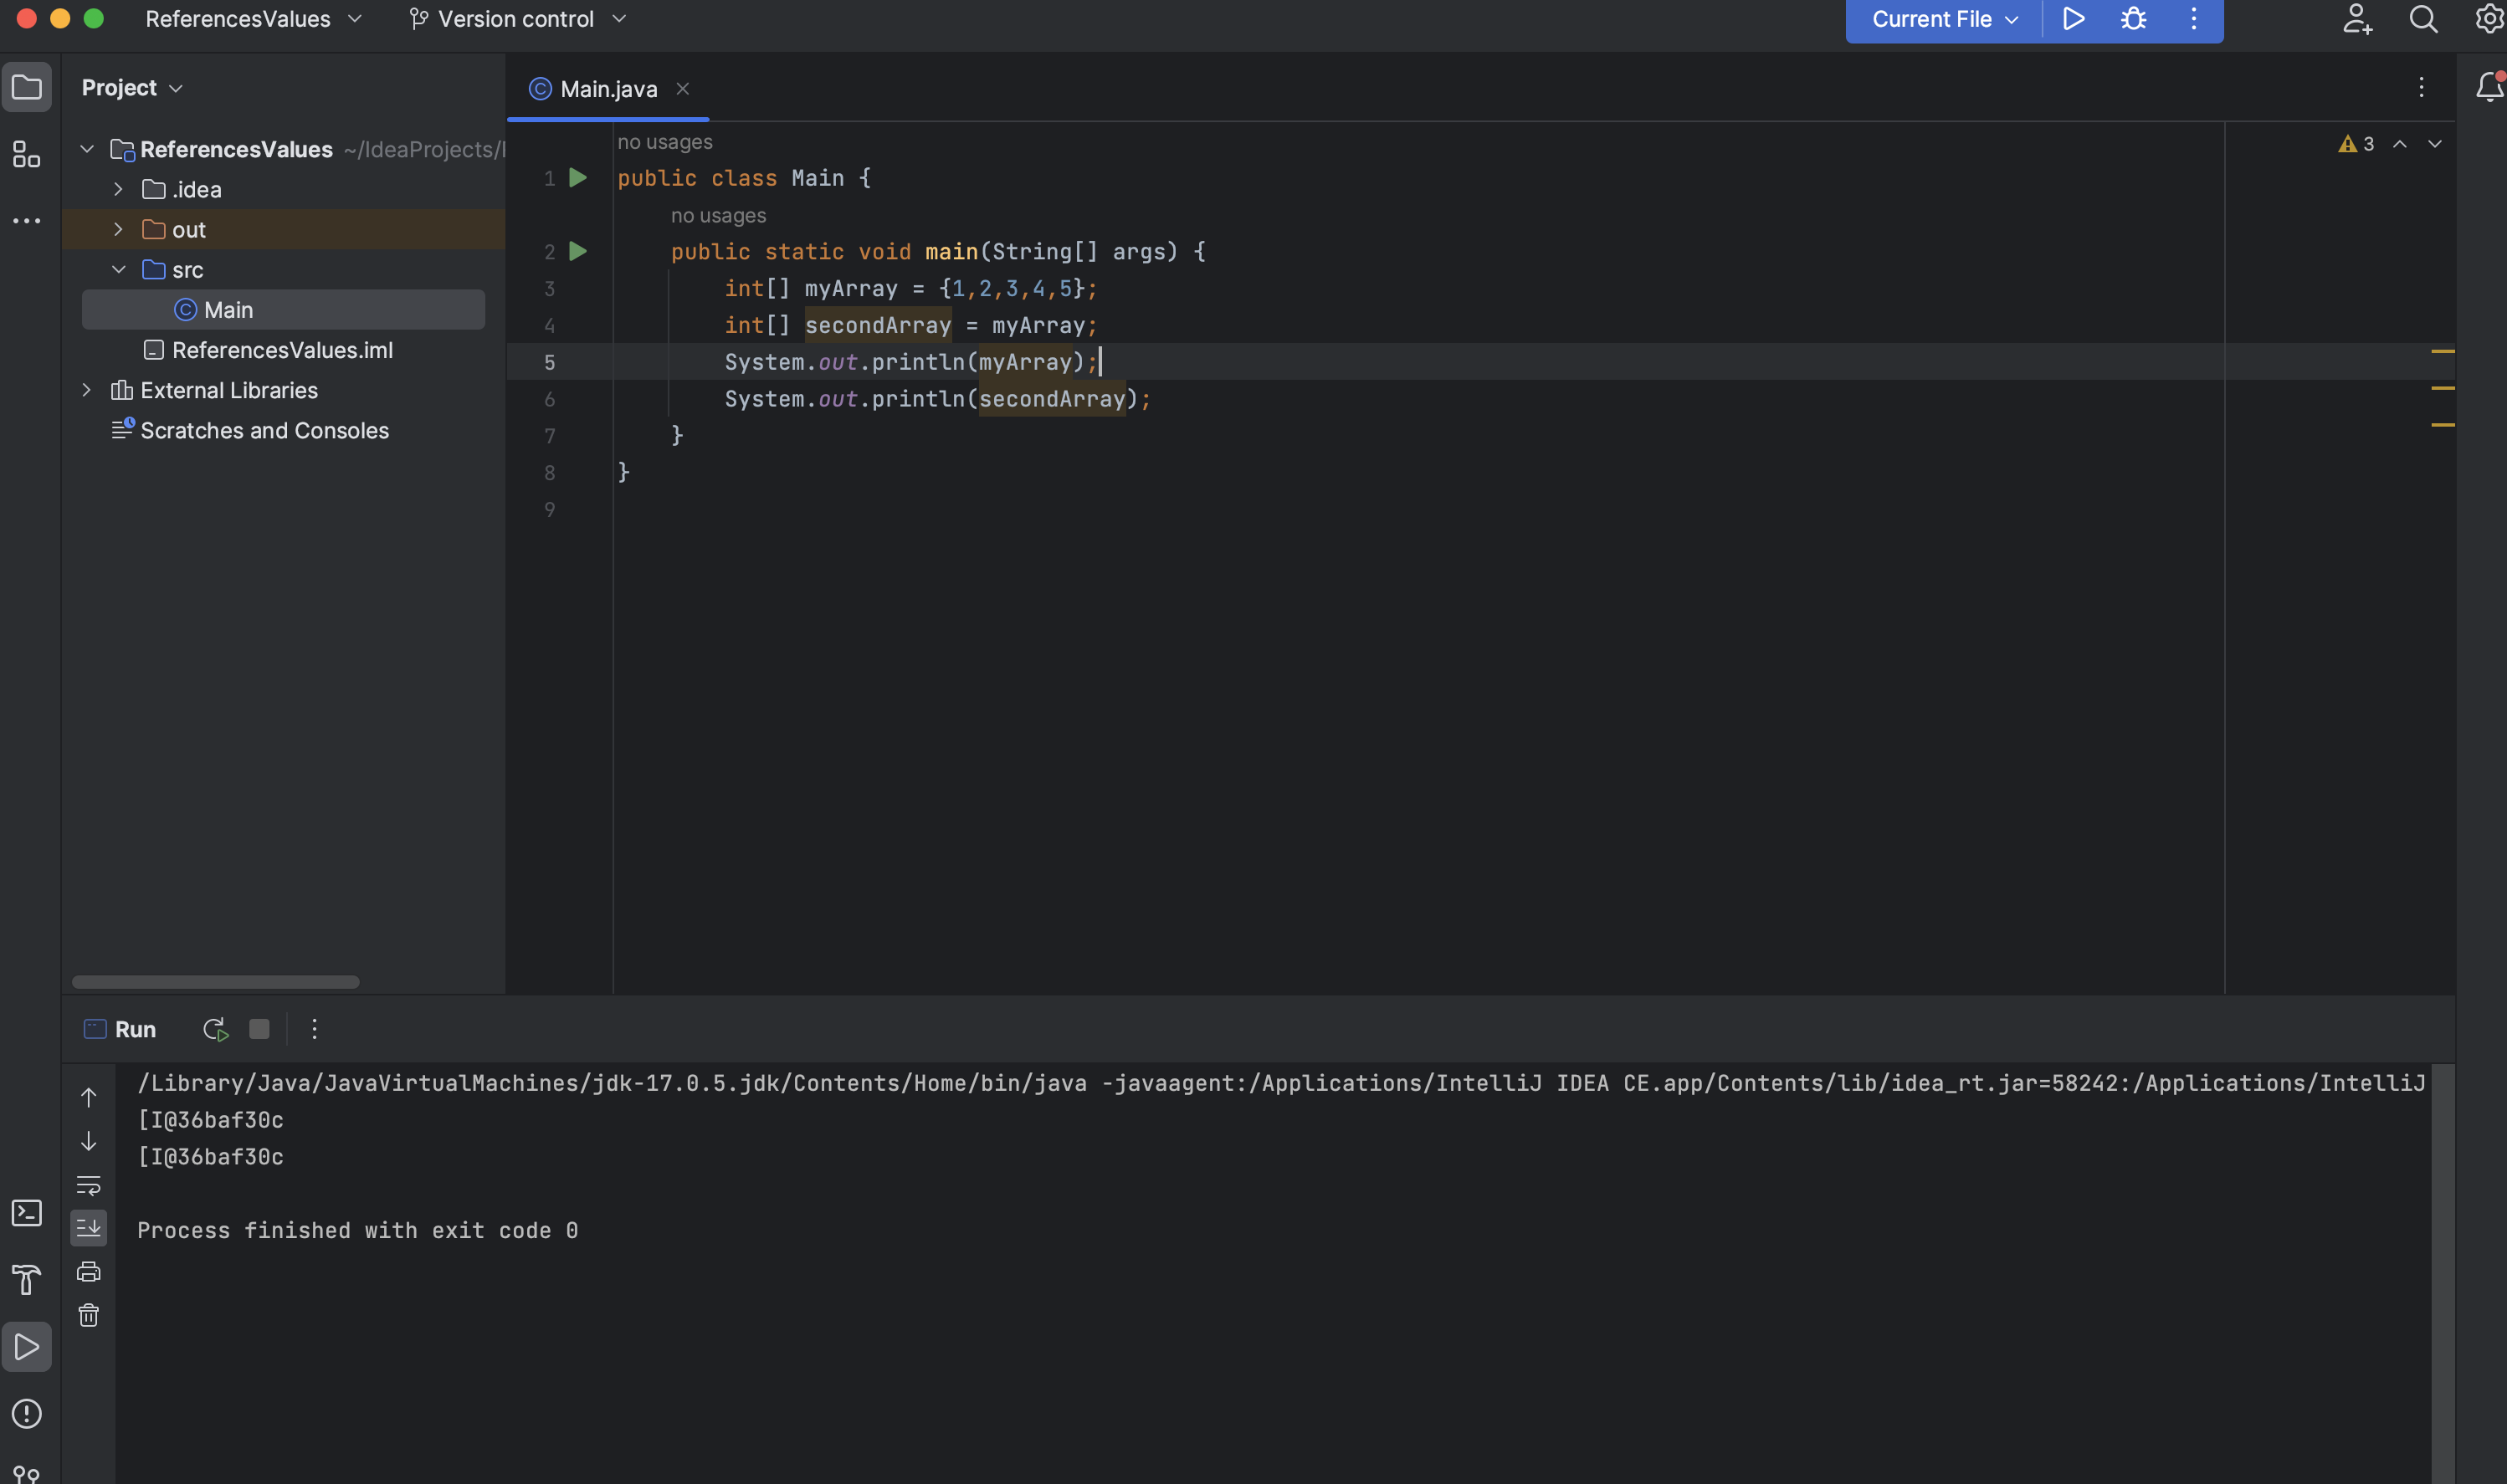 ReferencesValues
Version control
Current File
Project
Main.java
ReferencesValues ~/IdeaProjects/
.idea
out
src
Main
ReferencesValues.iml
External Libraries
Scratches and Consoles
no usages
1 public class Main {
no usages
2 public static void main(String[] args) {
3 int[] myArray = {1,2,3,4,5};
4 int[] secondArray = myArray;
5 System.out.println(myArray);
6 System.out.println(secondArray);
7 }
8 }
9
3
Run
/Library/Java/JavaVirtualMachines/jdk-17.0.5.jdk/Contents/Home/bin/java -javaagent:/Applications/IntelliJ IDEA CE.app/Contents/lib/idea_rt.jar=58242:/Applications/IntelliJ
[I@36baf30c
[I@36baf30c
Process finished with exit code 0